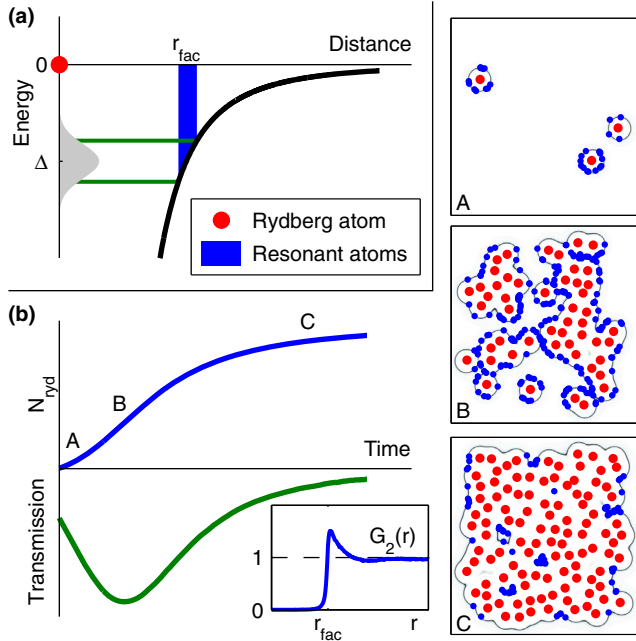 (a)
r_fac
Distance
0
Energy
Δ
Rydberg atom
Resonant atoms
(b)
N_ryd
A
B
C
Time
Transmission
G_2(r)
1
0
r_fac
r
A
B
C